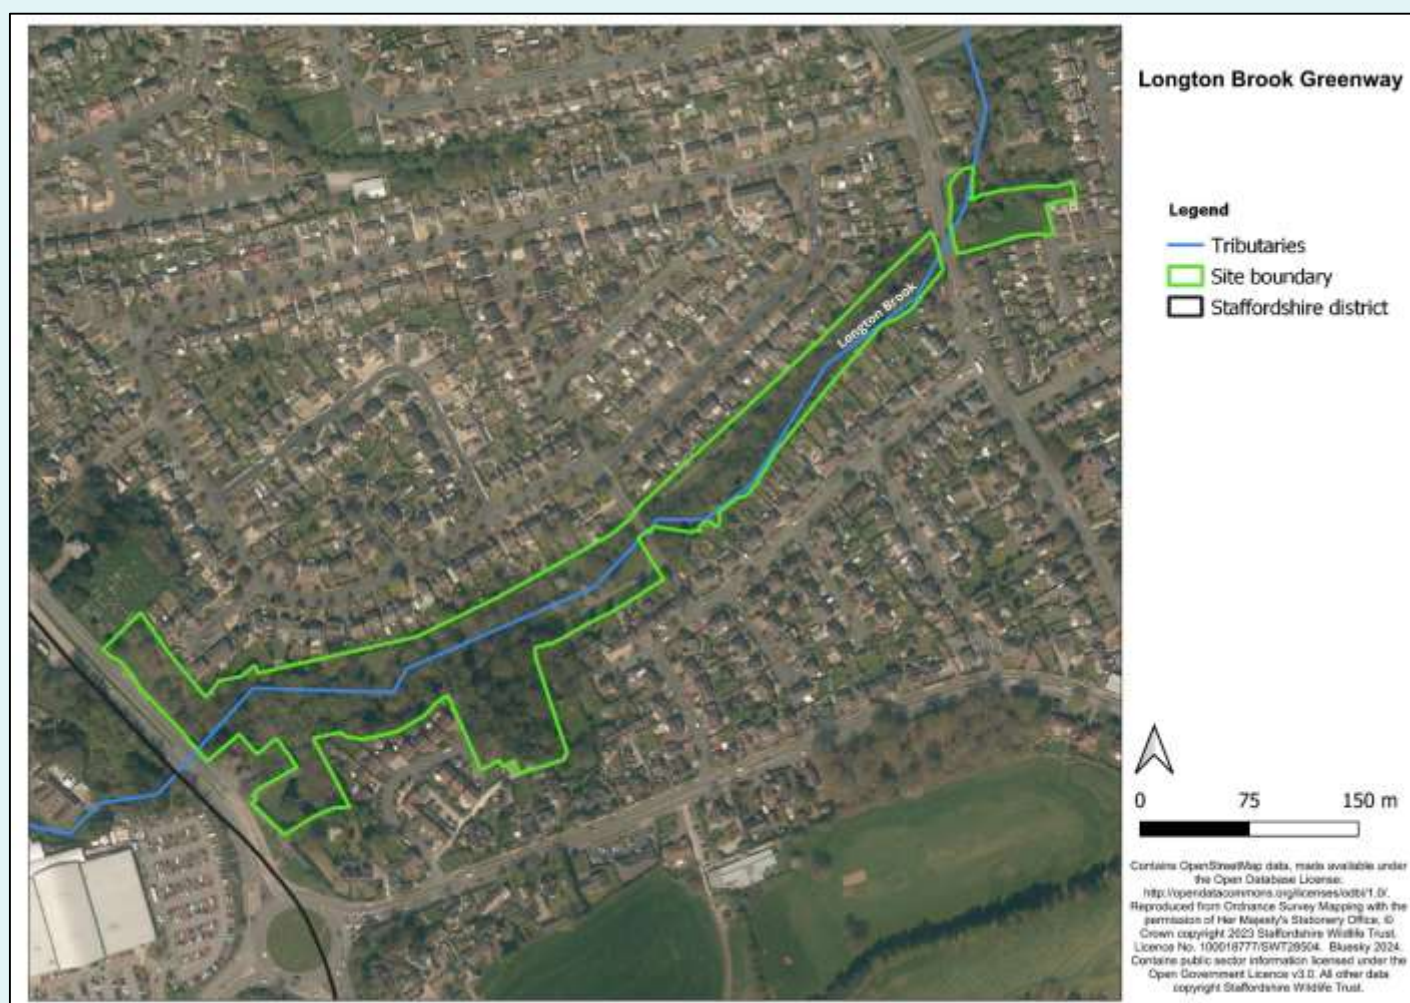 Longton Brook Greenway
Legend
Tributaries
Site boundary
Staffordshire district
Longton Brook
0 75 150 m
Contains OpenStreetMap data, made available under
the Open Database License:
http://opendatacommons.org/licenses/odbl/1.0/.
Reproduced from Ordnance Survey Mapping with the
permission of Her Majesty's Stationery Office, ©
Crown copyright 2023 Staffordshire Wildlife Trust.
Licence No. 100018777/SWT28504. Bluesky 2024.
Contains public sector information licensed under the
Open Government Licence v3.0. All other data
copyright Staffordshire Wildlife Trust.